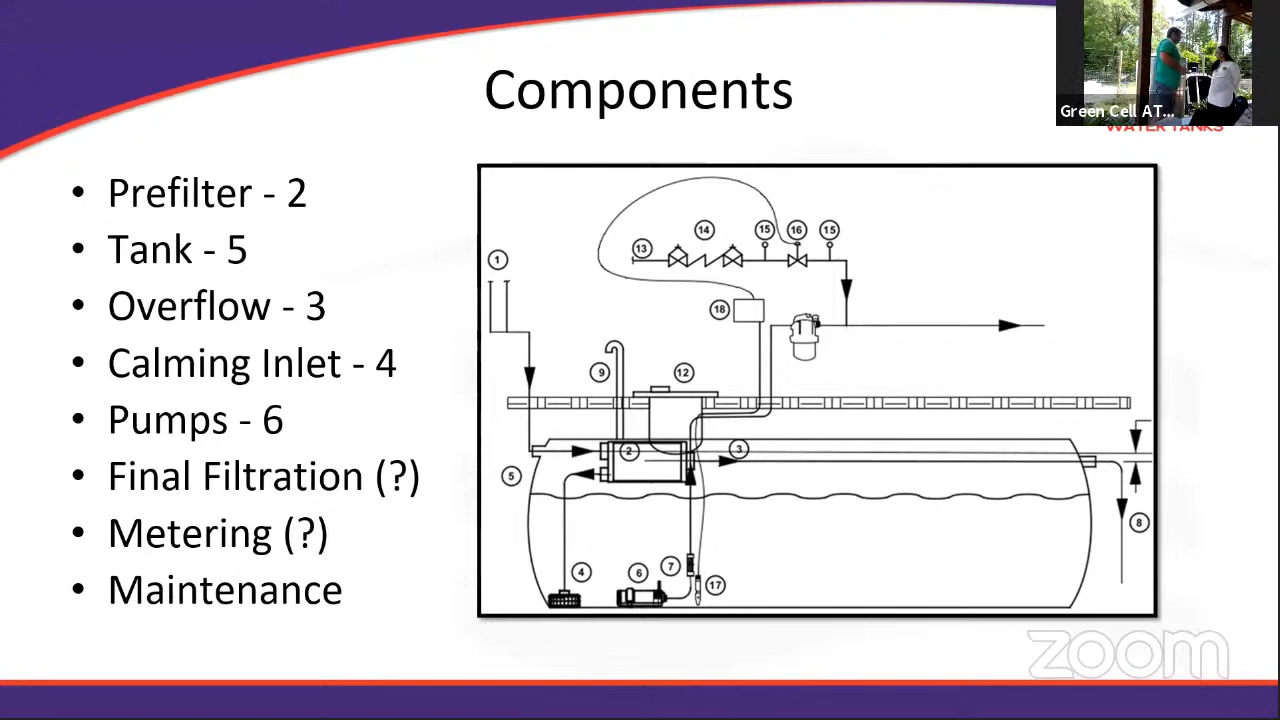 Components
Green Cell AT...
WATER TANKS
• Prefilter - 2
• Tank - 5
• Overflow - 3
• Calming Inlet - 4
• Pumps - 6
• Final Filtration (?)
• Metering (?)
• Maintenance
1
13
14
15
16
15
18
9
12
2
3
5
4
6
7
17
8
zoom